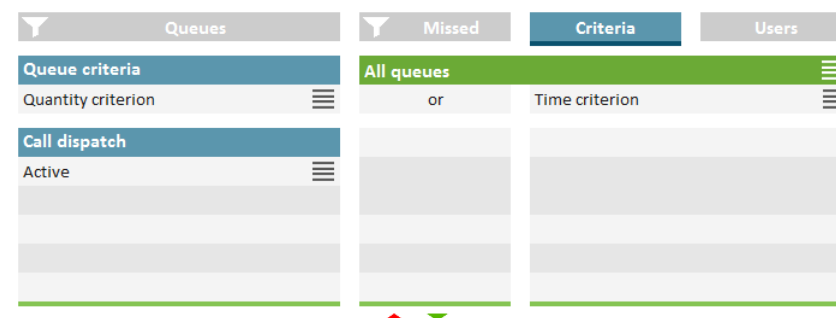 Queues Missed Criteria Users
Queue criteria All queues
Quantity criterion or Time criterion
Call dispatch
Active